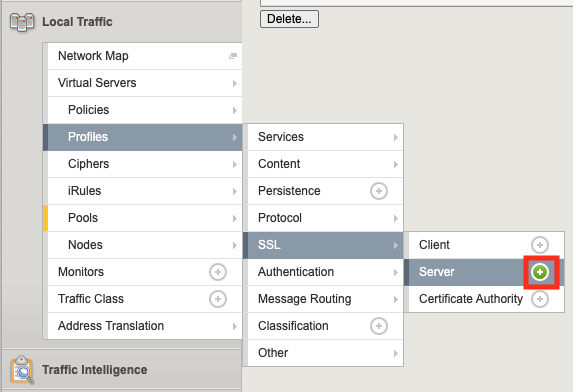 Local Traffic
Delete...
Network Map
Virtual Servers
Policies
Profiles
Ciphers
iRules
Pools
Nodes
Monitors
Traffic Class
Address Translation
Services
Content
Persistence
Protocol
SSL
Authentication
Message Routing
Classification
Other
Client
Server
Certificate Authority
Traffic Intelligence